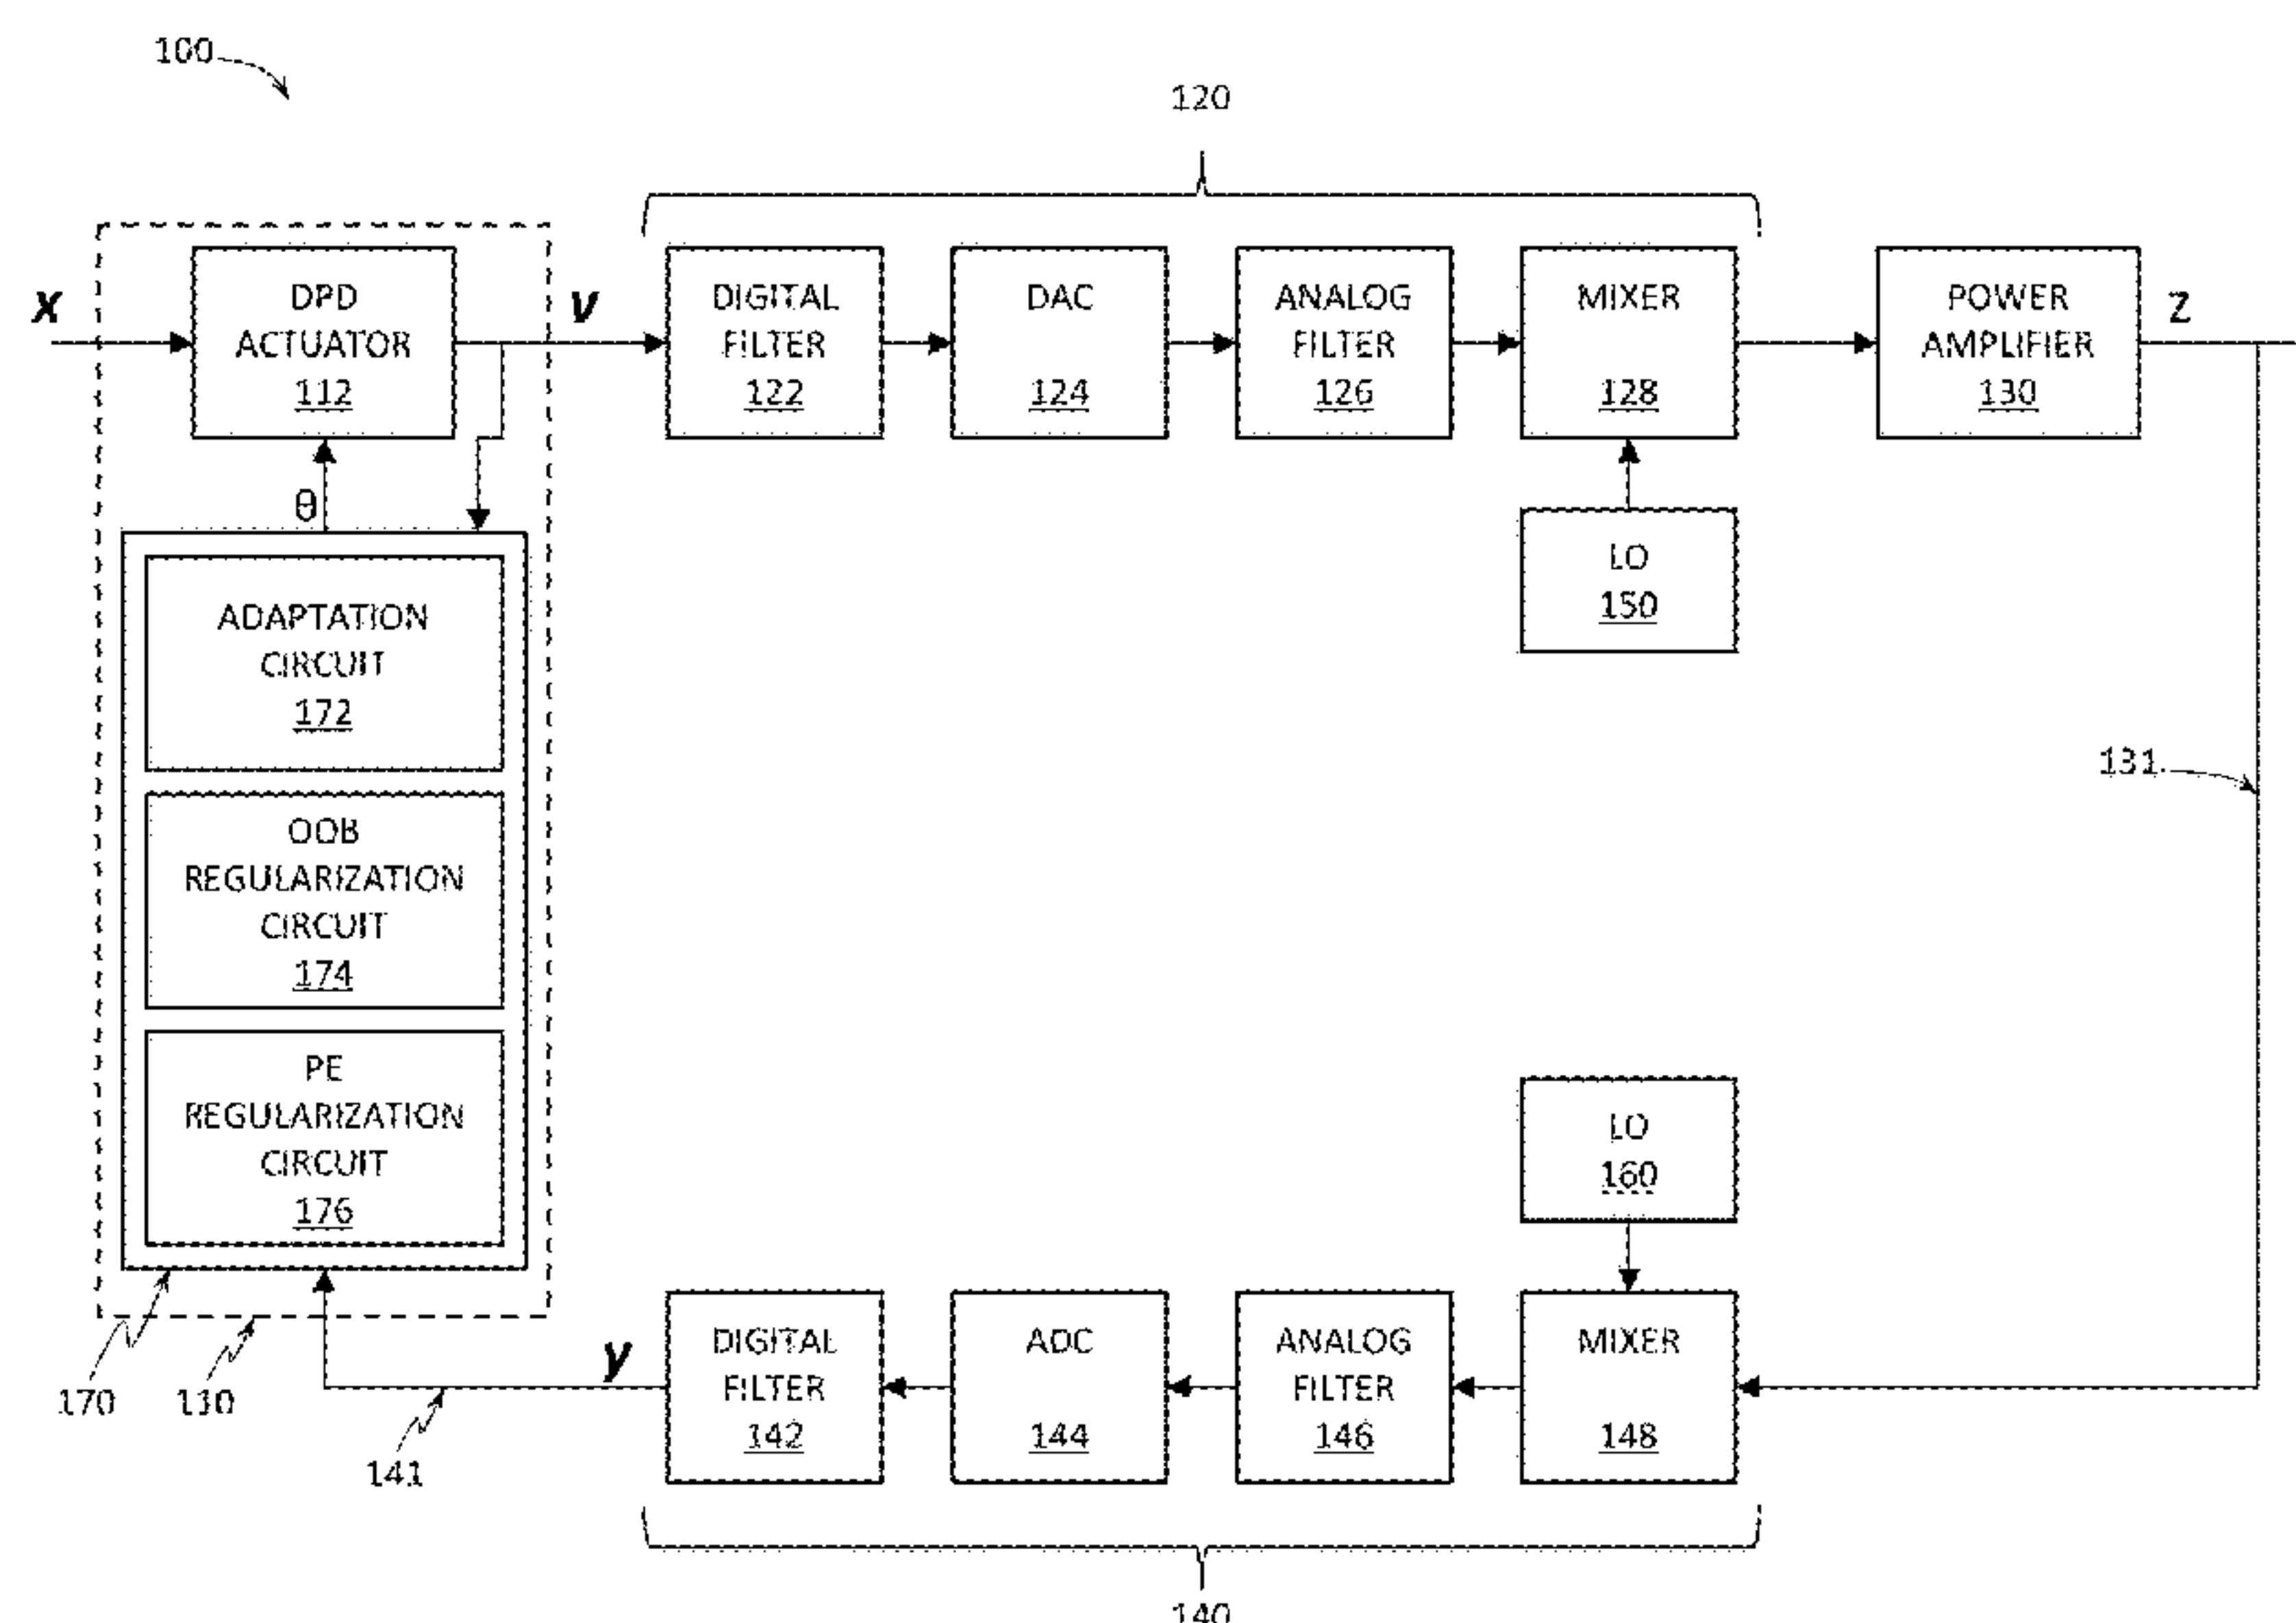 100
120
x
DPD
ACTUATOR
112
v
DIGITAL
FILTER
122
DAC
124
ANALOG
FILTER
126
MIXER
128
POWER
AMPLIFIER
130
z
θ
LO
150
ADAPTATION
CIRCUIT
172
131
OOB
REGULARIZATION
CIRCUIT
174
PE
REGULARIZATION
CIRCUIT
176
LO
160
170
110
y
141
DIGITAL
FILTER
142
ADC
144
ANALOG
FILTER
146
MIXER
148
140